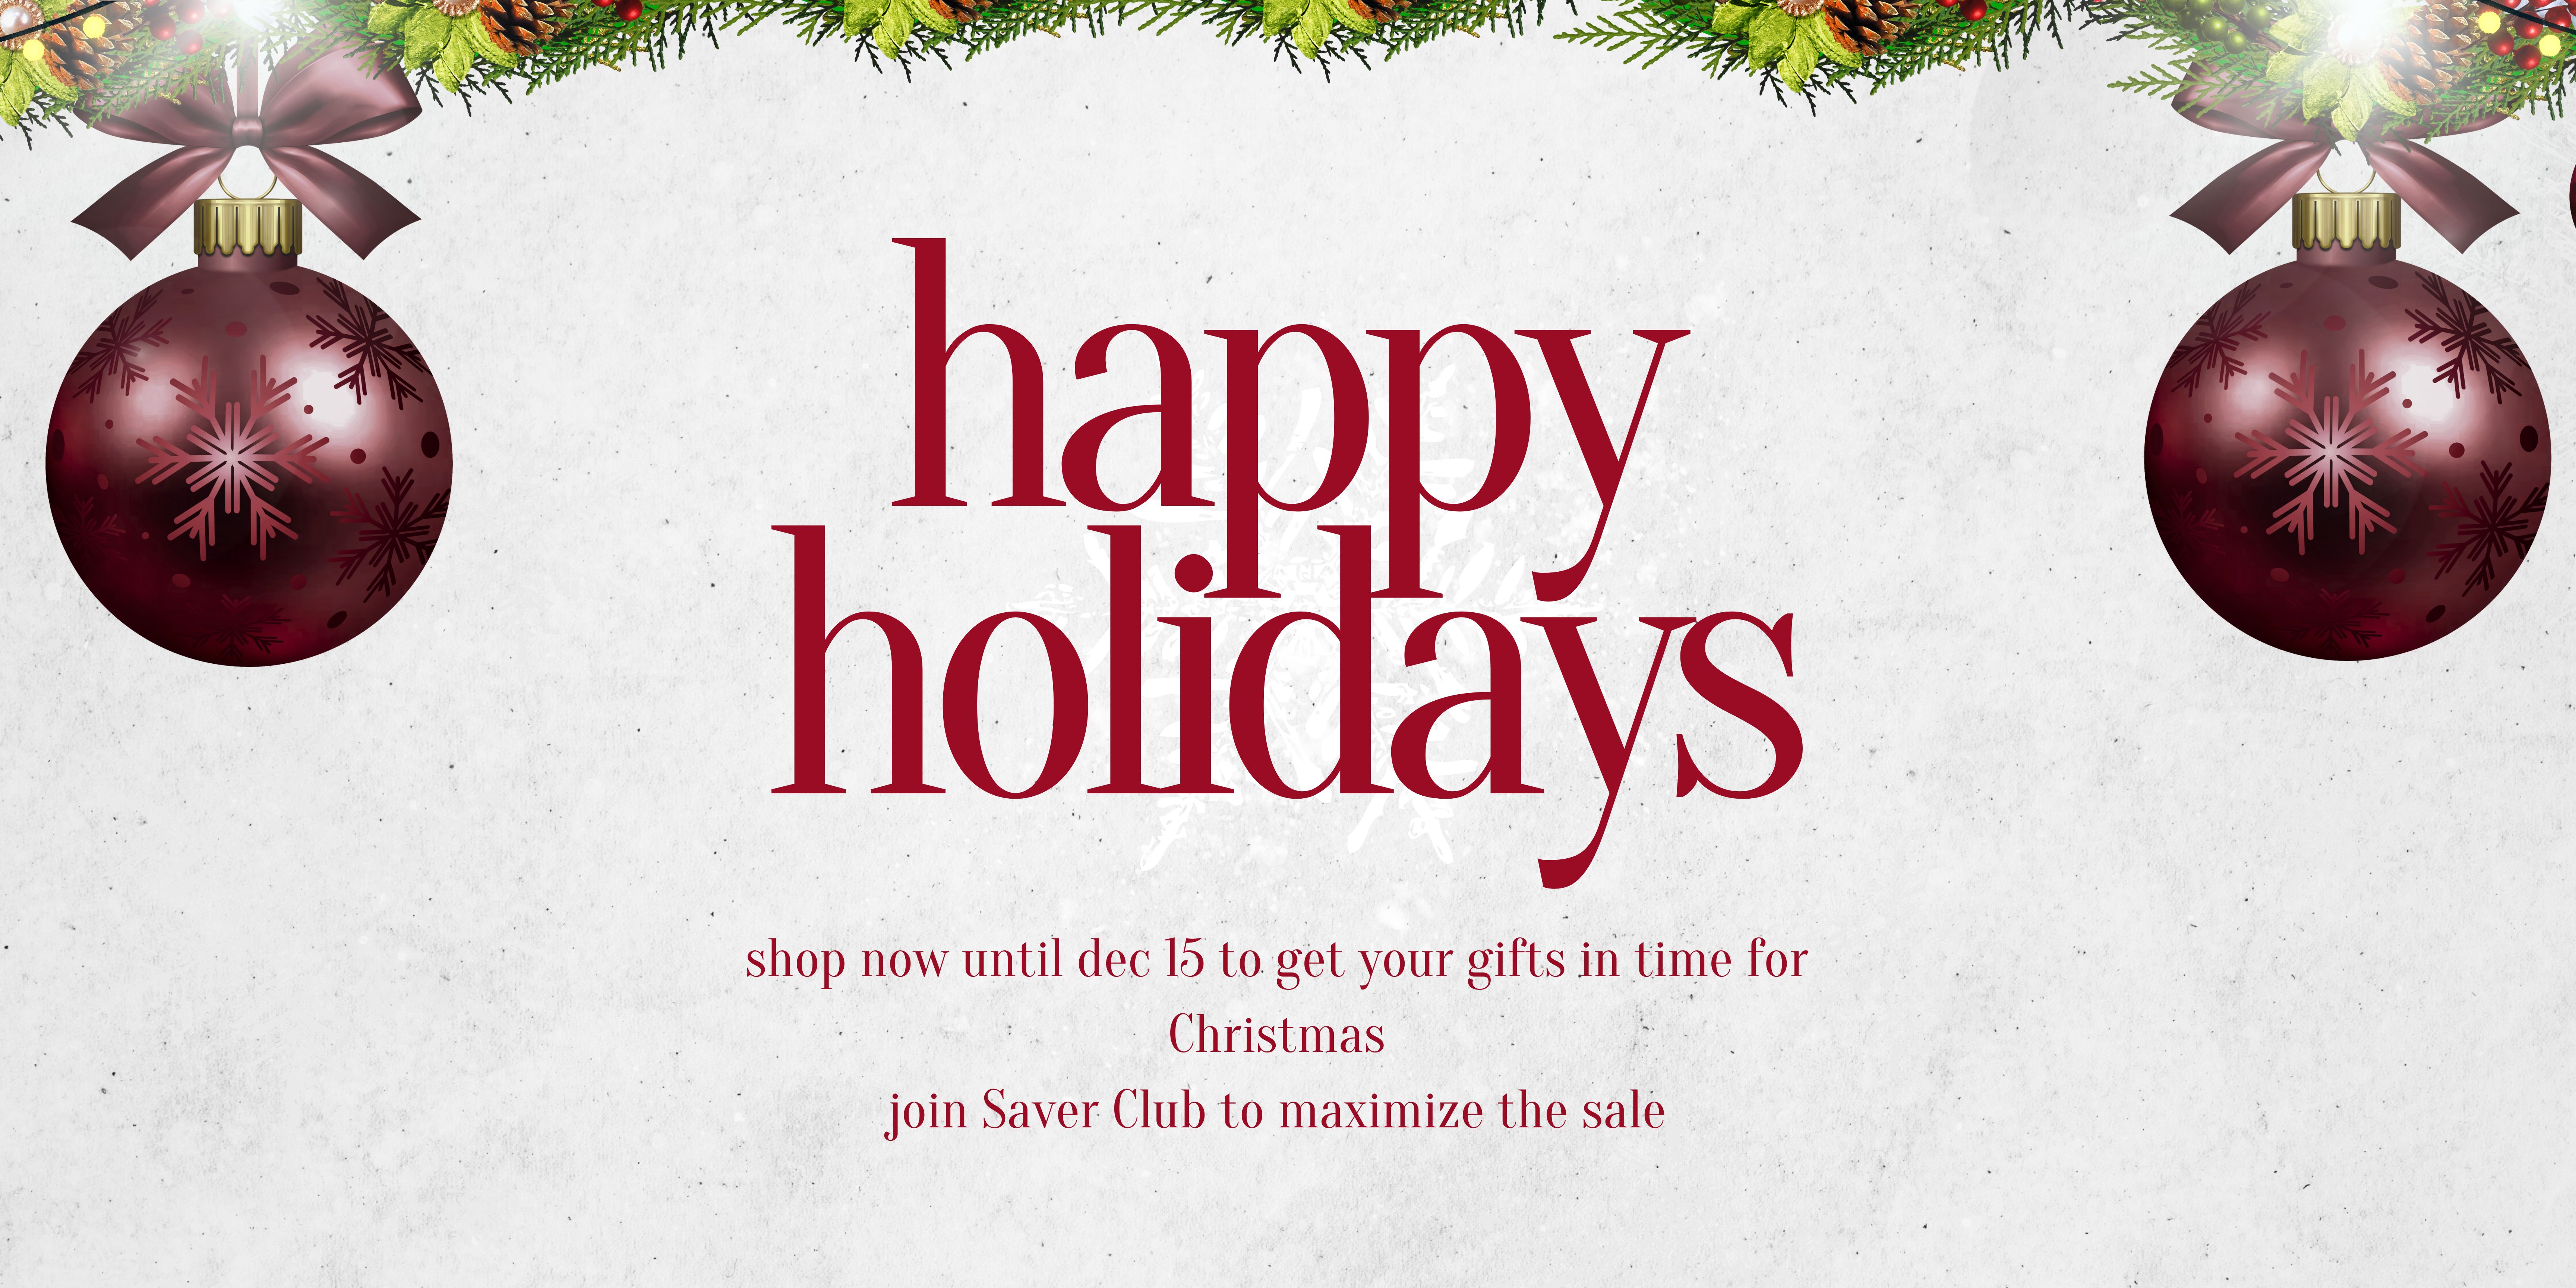 happy
holidays
shop now until dec 15 to get your gifts in time for
Christmas
join Saver Club to maximize the sale